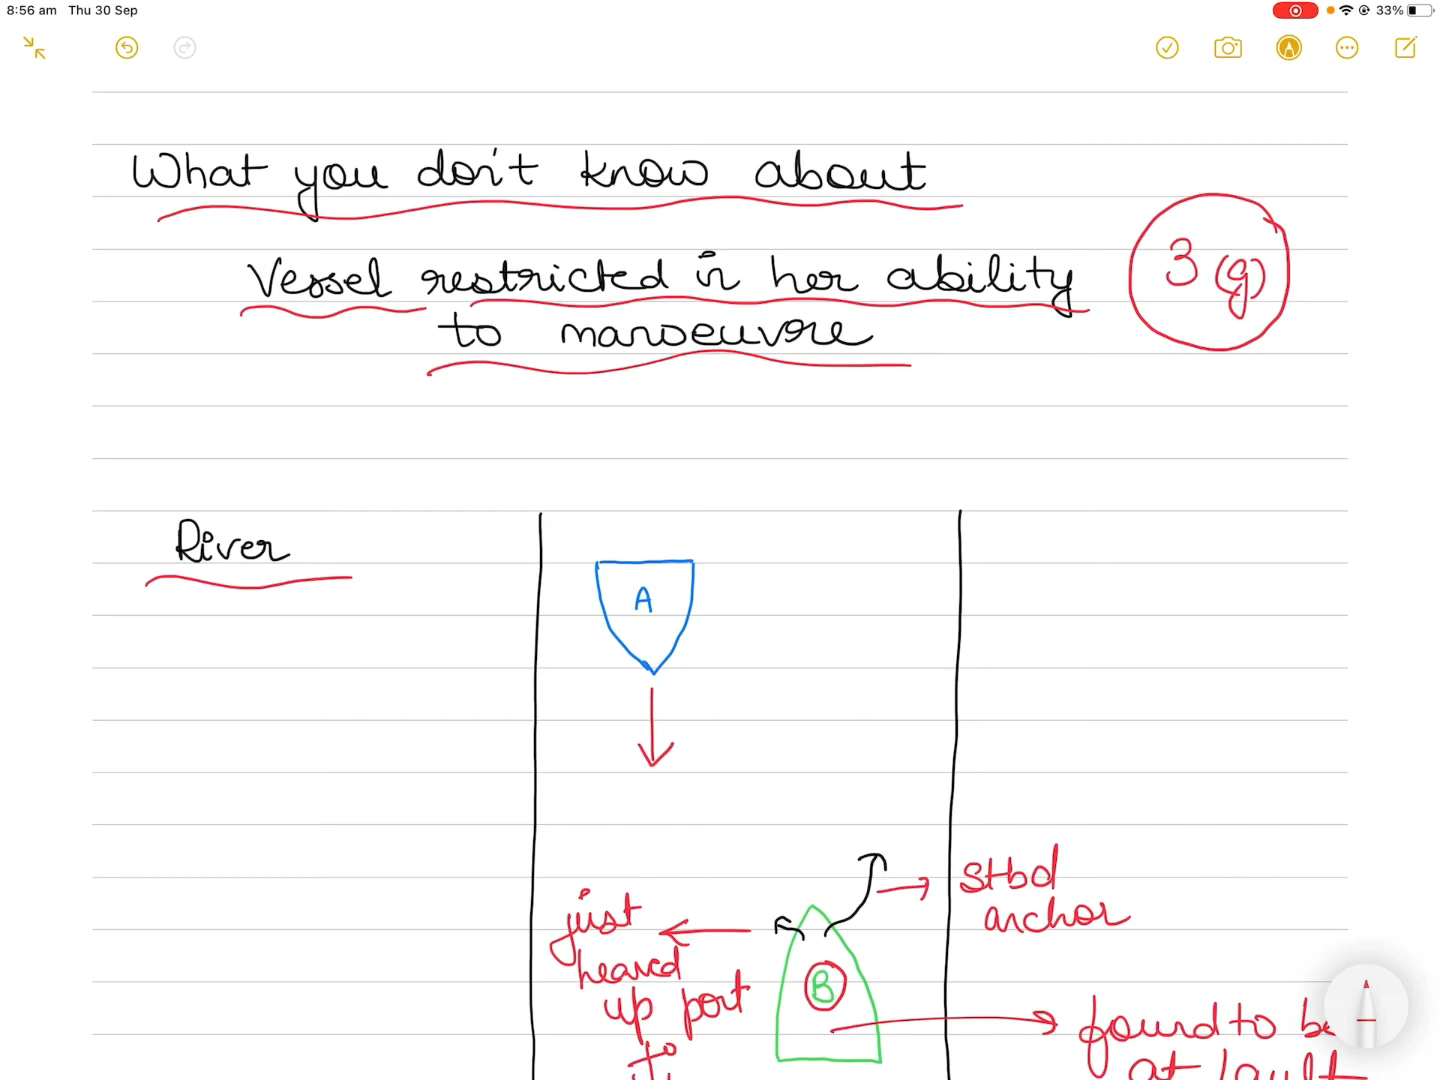 8:56 am Thu 30 Sep 33%
What you don't know about
Vessel restricted in her ability
3 (g)
to manoeuvre
River
A
stbd
anchor
just
heaved
up port
B
found to be
at fault